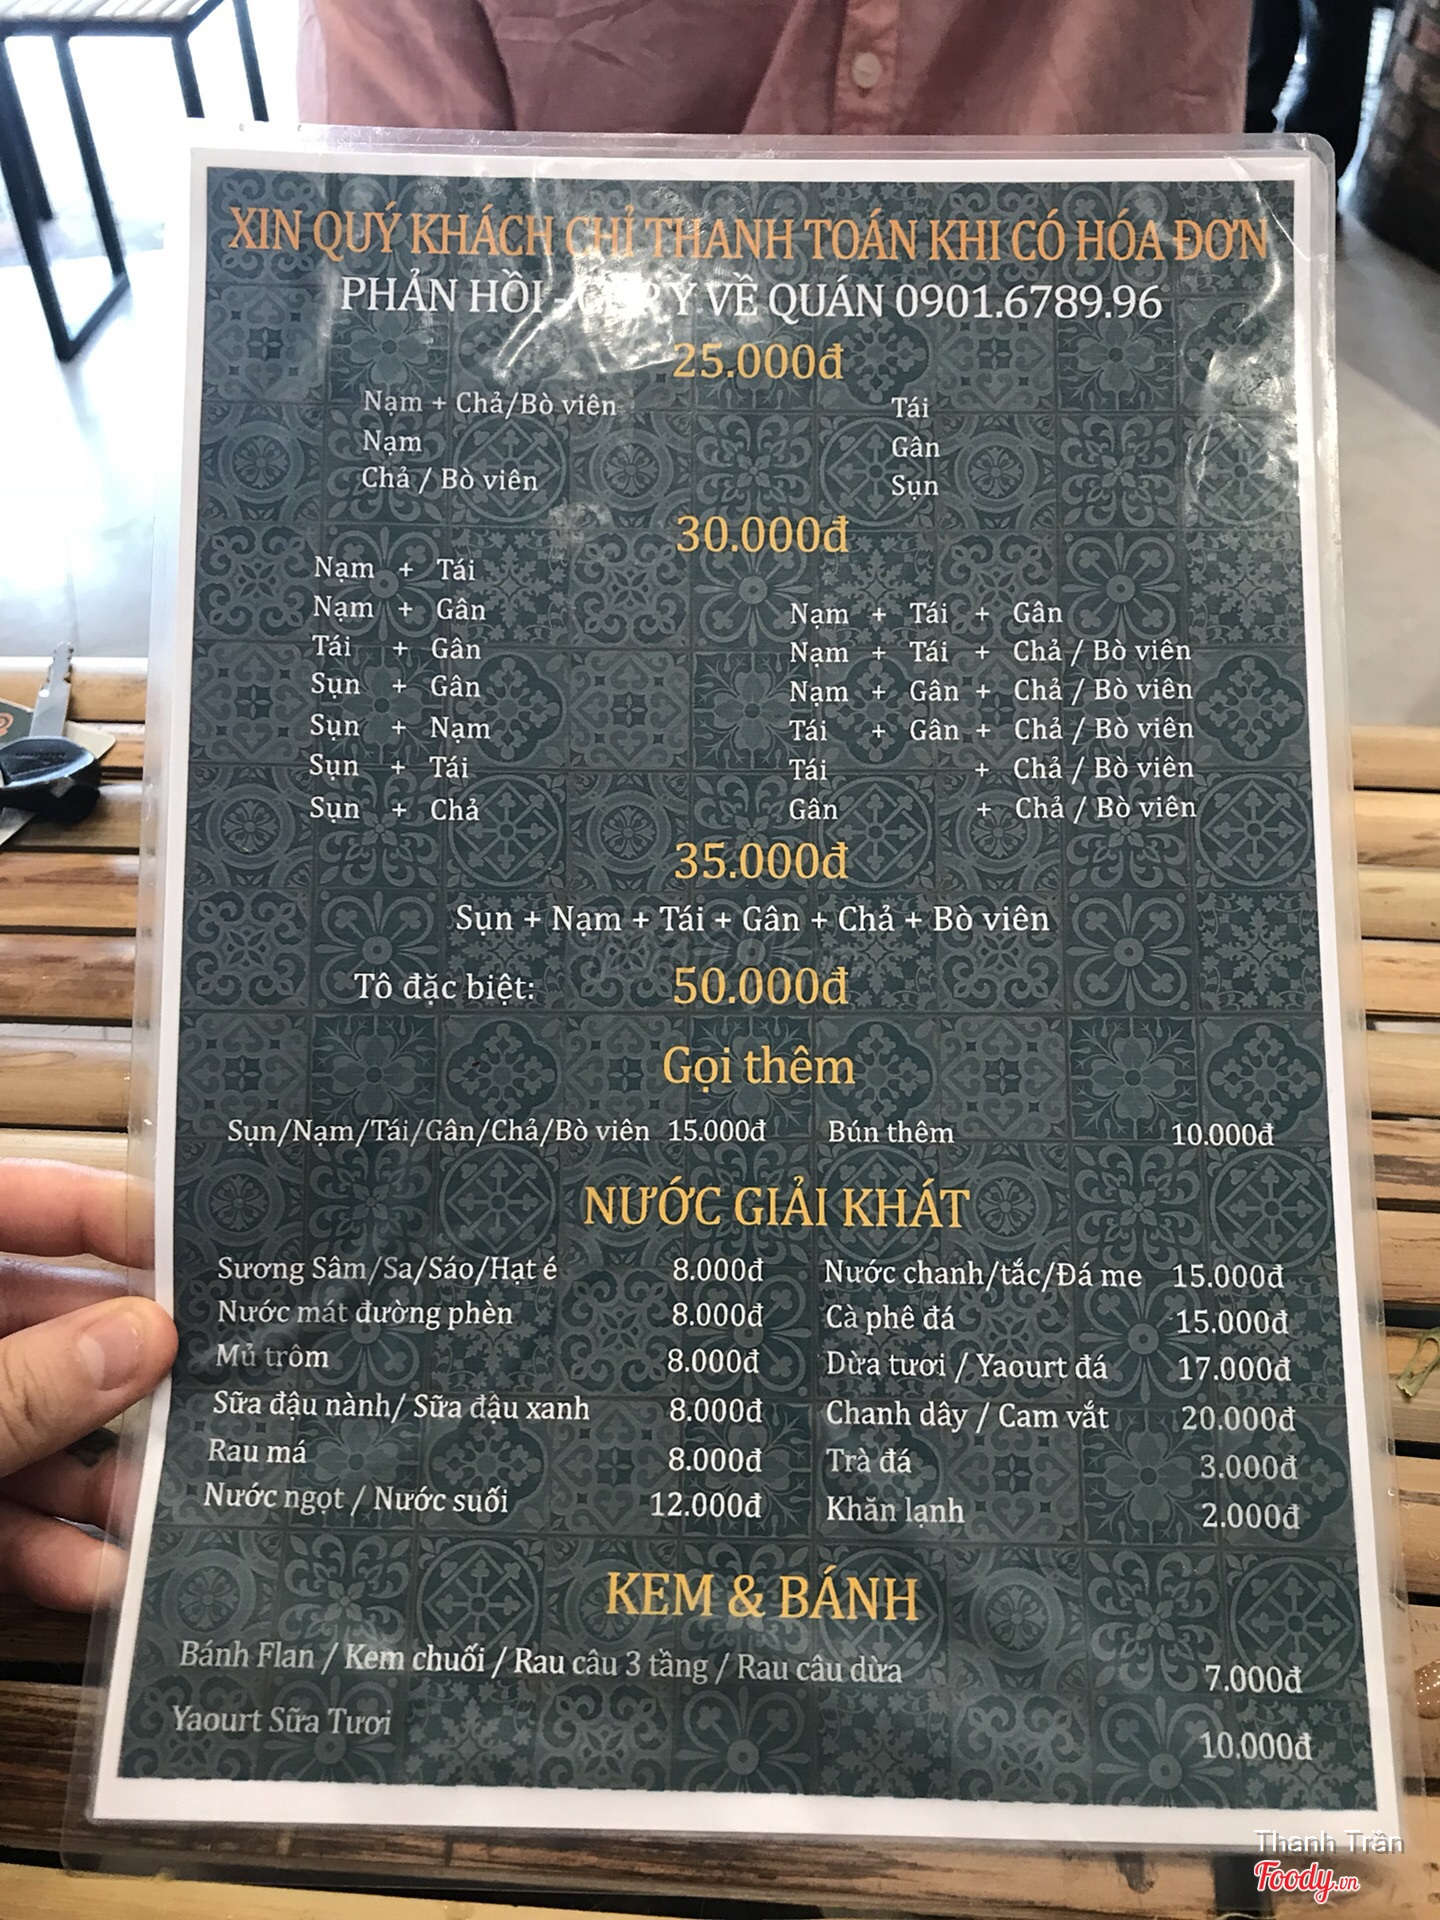 XIN QUÝ KHÁCH CHỈ THANH TOÁN KHI CÓ HÓA ĐƠN
PHẢN HỒI - Ý VỀ QUÁN 0901.6789.96
25.000đ
Nạm + Chả/Bò viên
Nạm
Chả / Bò viên
Tái
Gân
Sụn
30.000đ
Nạm + Tái
Nạm + Gân
Tái + Gân
Sụn + Gân
Sụn + Nạm
Sụn + Tái
Sụn + Chả
Nạm + Tái + Gân
Nạm + Tái + Chả / Bò viên
Nạm + Gân + Chả / Bò viên
Tái + Gân + Chả / Bò viên
Tái + Chả / Bò viên
Gân + Chả / Bò viên
35.000đ
Sụn + Nạm + Tái + Gân + Chả + Bò viên
Tô đặc biệt: 50.000đ
Gọi thêm
Sụn/Nạm/Tái/Gân/Chả/Bò viên 15.000đ
Bún thêm 10.000đ
NƯỚC GIẢI KHÁT
Sương Sâm/Sa/Sáo/Hạt é 8.000đ
Nước mát đường phèn 8.000đ
Mủ trôm 8.000đ
Sữa đậu nành/ Sữa đậu xanh 8.000đ
Rau má 8.000đ
Nước ngọt / Nước suối 12.000đ
Nước chanh/tắc/Đá me 15.000đ
Cà phê đá 15.000đ
Dừa tươi / Yaourt đá 17.000đ
Chanh dây / Cam vắt 20.000đ
Trà đá 3.000đ
Khăn lạnh 2.000đ
KEM & BÁNH
Bánh Flan / Kem chuối / Rau câu 3 tầng / Rau câu dừa 7.000đ
Yaourt Sữa Tươi 10.000đ
Thanh Trần
Foody.vn